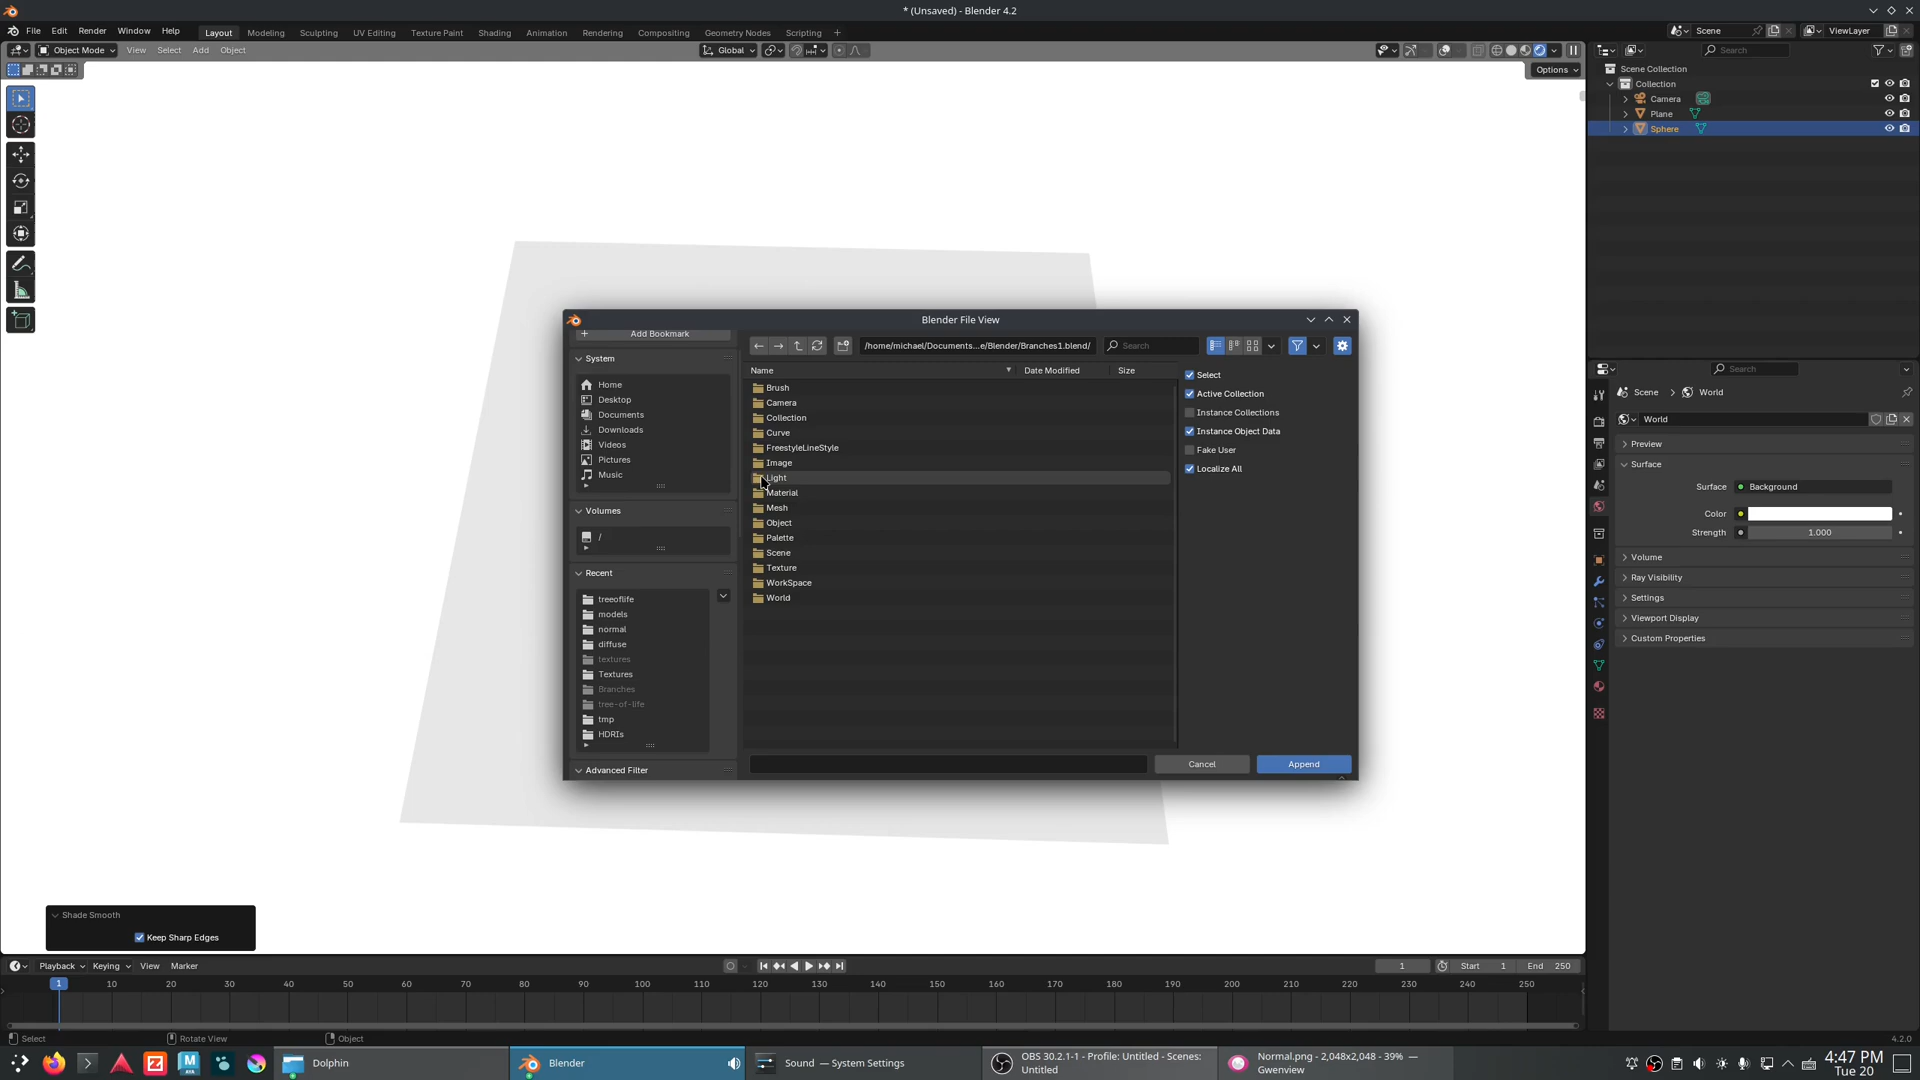 * (Unsaved) - Blender 4.2
File Edit Render Window Help Layout Modeling Sculpting UV Editing Texture Paint Shading Animation Rendering Compositing Geometry Nodes Scripting + Scene ViewLayer
Object Mode View Select Add Object Global Search
Options
Scene Collection
Collection
Camera
Plane
Sphere
Blender File View
Add Bookmark
System
Home
Desktop
Documents
Downloads
Videos
Pictures
Music
Volumes
/
Recent
treeoflife
models
normal
diffuse
textures
Textures
Branches
tree-of-life
tmp
HDRIs
Advanced Filter
/home/michael/Documents...e/Blender/Branches1.blend/ Search
Name Date Modified Size
Brush
Camera
Collection
Curve
FreestyleLineStyle
Image
Light
Material
Mesh
Object
Palette
Scene
Texture
WorkSpace
World
Select
Active Collection
Instance Collections
Instance Object Data
Fake User
Localize All
Cancel Append
Search
Scene World
World
Preview
Surface
Surface Background
Color
Strength 1.000
Volume
Ray Visibility
Settings
Viewport Display
Custom Properties
Shade Smooth
Keep Sharp Edges
Playback Keying View Marker 1 Start 1 End 250
1 10 20 30 40 50 60 70 80 90 100 110 120 130 140 150 160 170 180 190 200 210 220 230 240 250
Select Rotate View Object 4.2.0
Dolphin Blender Sound — System Settings
OBS 30.2.1-1 - Profile: Untitled - Scenes:
Untitled
Normal.png - 2,048x2,048 - 39% —
Gwenview
4:47 PM
Tue 20